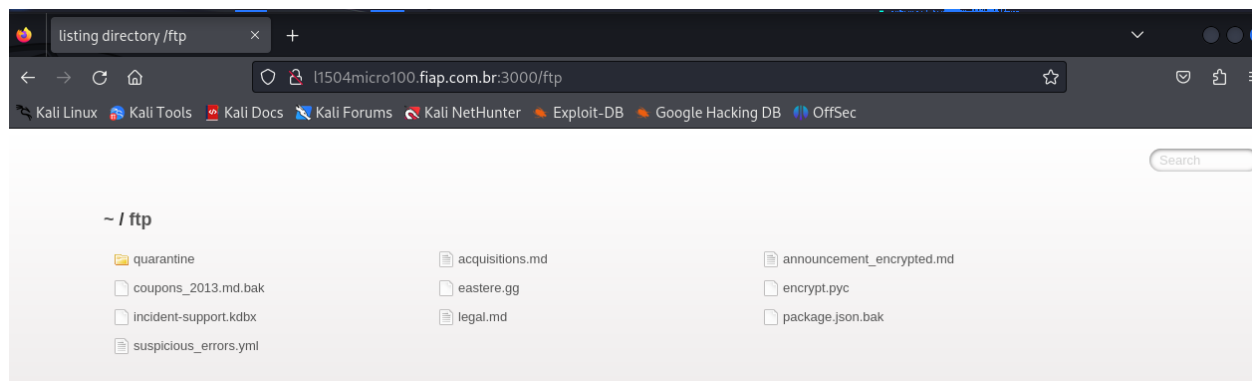 listing directory /ftp
l1504micro100.fiap.com.br:3000/ftp
Kali Linux Kali Tools Kali Docs Kali Forums Kali NetHunter Exploit-DB Google Hacking DB OffSec
Search
~ / ftp
quarantine acquisitions.md announcement_encrypted.md
coupons_2013.md.bak eastere.gg encrypt.pyc
incident-support.kdbx legal.md package.json.bak
suspicious_errors.yml